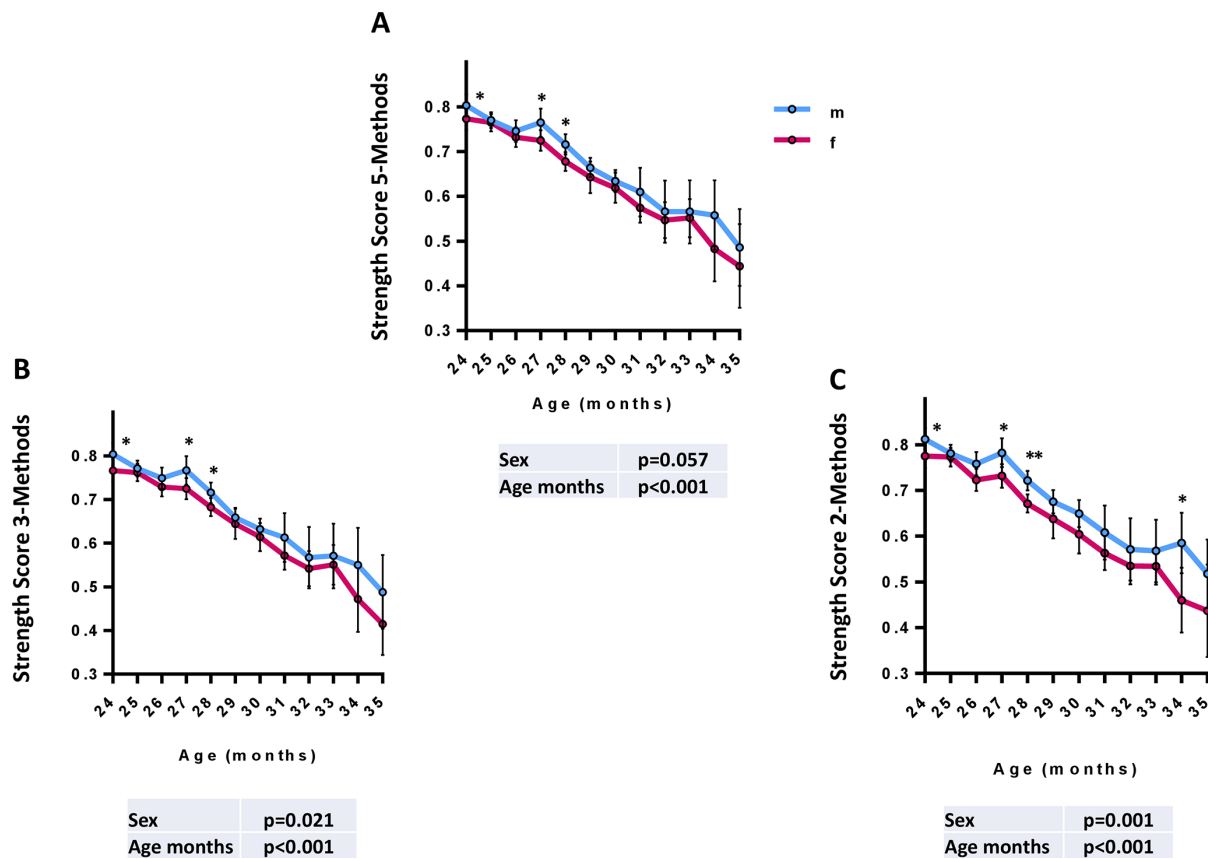 A
Strength Score 5-Methods
0.8
0.7
0.6
0.5
0.4
0.3
* * *
24 25 26 27 28 29 30 31 32 33 34 35
Age (months)
m
f
Sex p=0.057
Age months p<0.001
B
Strength Score 3-Methods
0.8
0.7
0.6
0.5
0.4
0.3
* * *
24 25 26 27 28 29 30 31 32 33 34 35
Age (months)
Sex p=0.021
Age months p<0.001
C
Strength Score 2-Methods
0.8
0.7
0.6
0.5
0.4
0.3
* * ** *
24 25 26 27 28 29 30 31 32 33 34 35
Age (months)
Sex p=0.001
Age months p<0.001